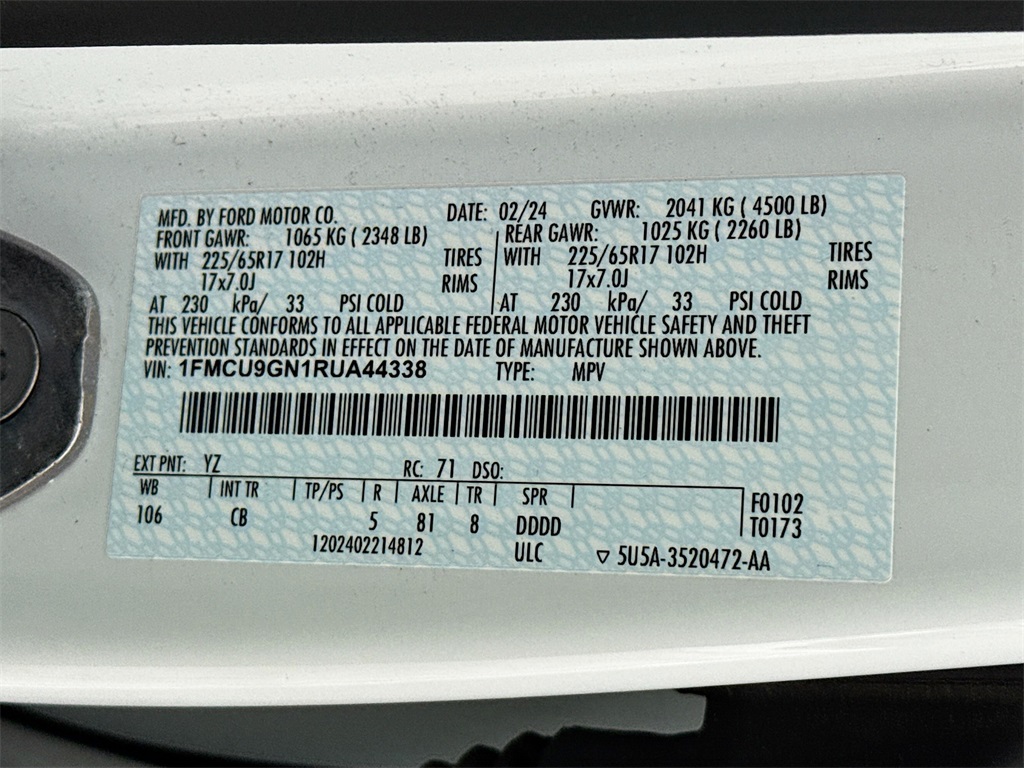 MFD. BY FORD MOTOR CO. DATE: 02/24 GVWR: 2041 KG ( 4500 LB)
FRONT GAWR: 1065 KG ( 2348 LB) REAR GAWR: 1025 KG ( 2260 LB)
WITH 225/65R17 102H TIRES WITH 225/65R17 102H TIRES
17x7.0J RIMS 17x7.0J RIMS
AT 230 kPa/ 33 PSI COLD AT 230 kPa/ 33 PSI COLD
THIS VEHICLE CONFORMS TO ALL APPLICABLE FEDERAL MOTOR VEHICLE SAFETY AND THEFT
PREVENTION STANDARDS IN EFFECT ON THE DATE OF MANUFACTURE SHOWN ABOVE.
VIN: 1FMCU9GN1RUA44338 TYPE: MPV
EXT PNT: YZ RC: 71 DSO:
WB INT TR TP/PS R AXLE TR SPR F0102
106 CB 5 81 8 DDDD T0173
1202402214812 ULC ▽ 5U5A-3520472-AA